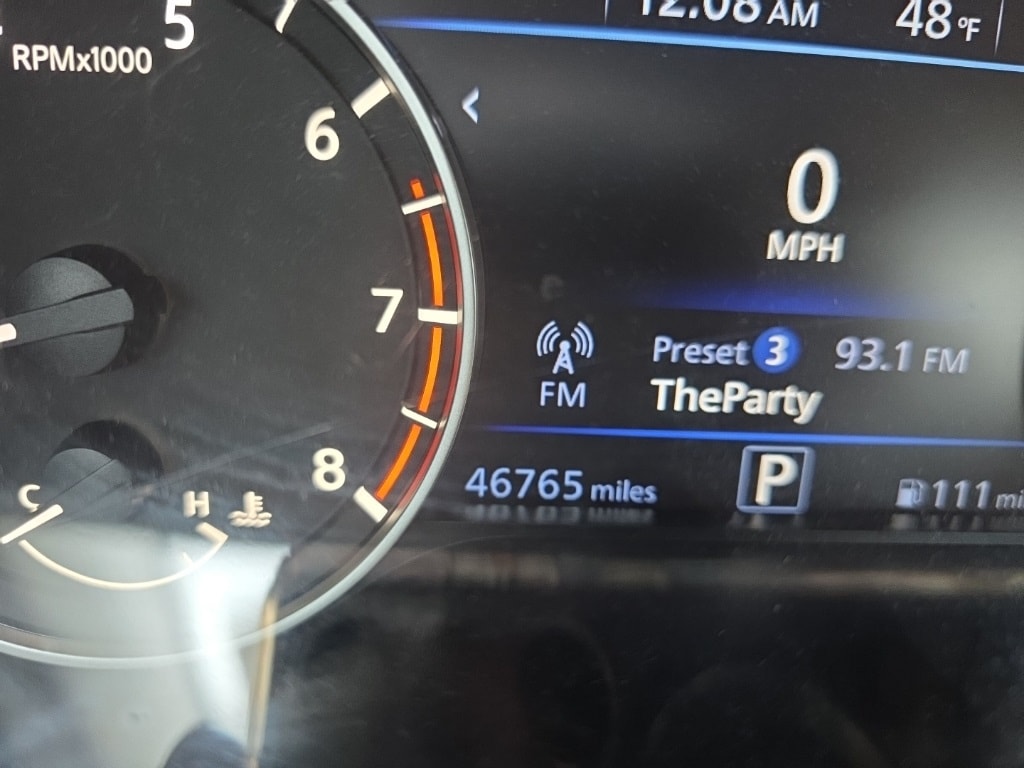 12:08 AM 48°F
5
RPMx1000
6
0
MPH
7
Preset 3 93.1 FM
FM
TheParty
8
46765 miles P 111
C H